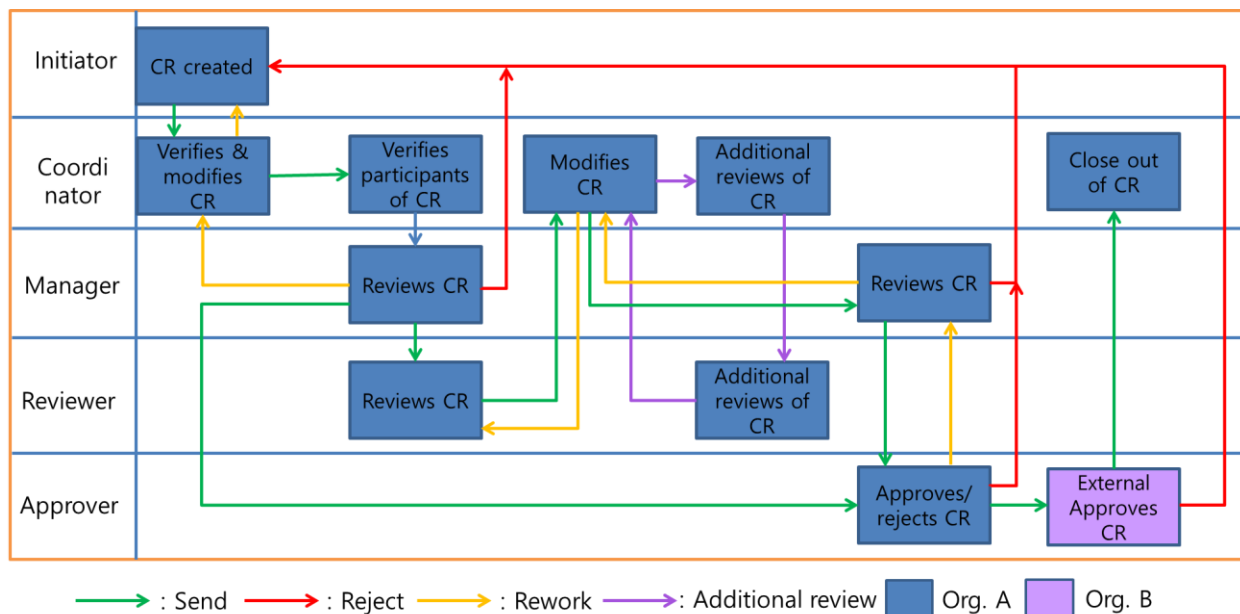 Initiator
CR created
Coordi
nator
Verifies &
modifies
CR
Verifies
participants
of CR
Modifies
CR
Additional
reviews of
CR
Close out
of CR
Manager
Reviews CR
Reviews CR
Reviewer
Reviews CR
Additional
reviews of
CR
Approver
Approves/
rejects CR
External
Approves
CR
: Send
: Reject
: Rework
: Additional review
Org. A
Org. B